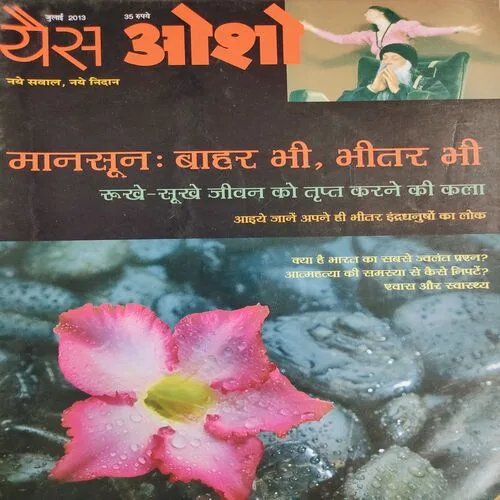 जुलाई 2013 35 रुपये
यैस ओशो
नये सवाल, नये निदान
मानसून: बाहर भी, भीतर भी
रूखे-सूखे जीवन को तृप्त करने की कला
आइये जानें अपने ही भीतर इंद्रधनुषों का लोक
क्या है भारत का सबसे ज्वलंत प्रश्न?
आत्महत्या की समस्या से कैसे निपटें?
श्वास और स्वास्थ्य